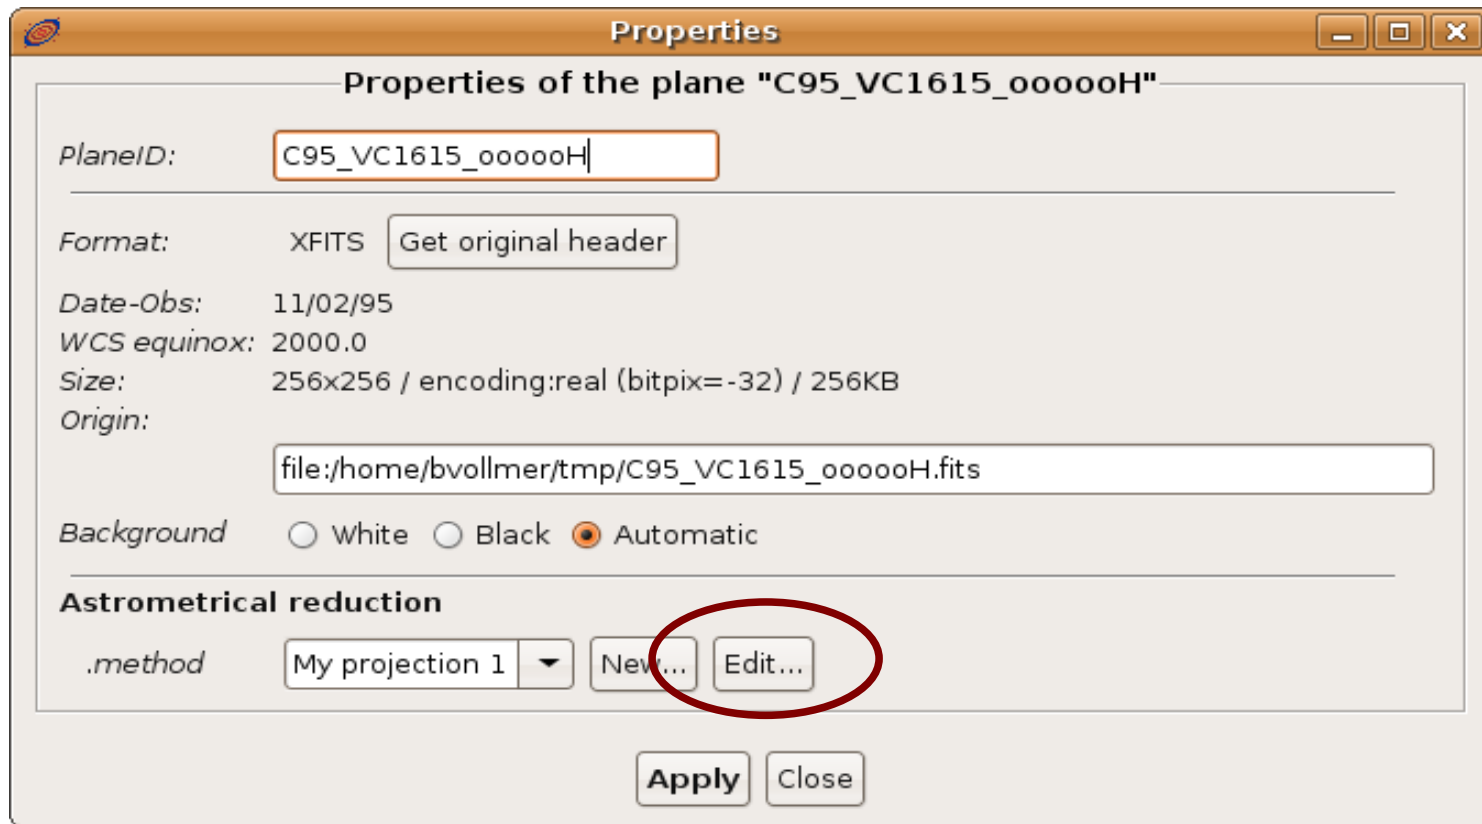 Properties
Properties of the plane "C95_VC1615_oooooH"
PlaneID: C95_VC1615_oooooH
Format: XFITS Get original header
Date-Obs: 11/02/95
WCS equinox: 2000.0
Size: 256x256 / encoding:real (bitpix=-32) / 256KB
Origin:
file:/home/bvollmer/tmp/C95_VC1615_oooooH.fits
Background White Black Automatic
Astrometrical reduction
.method My projection 1 New... Edit...
Apply Close